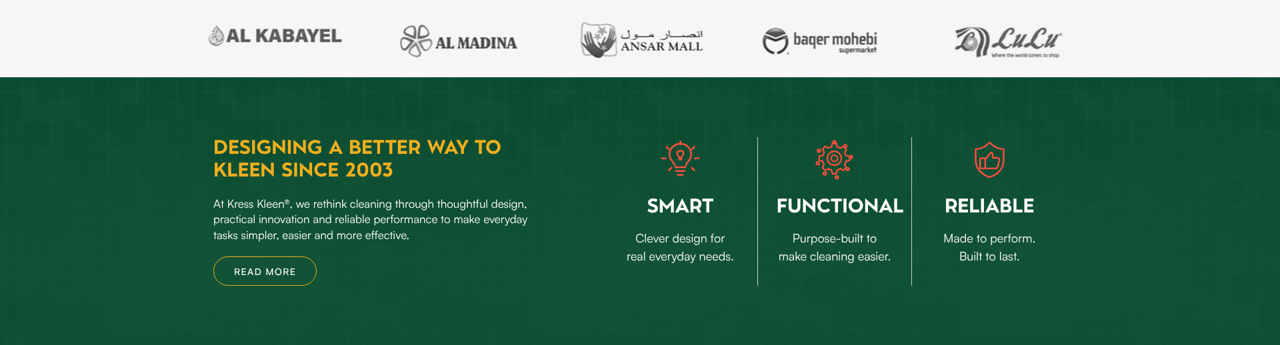 AL KABAYEL
AL MADINA
انصار مول
ANSAR MALL
baqer mohebi
supermarket
LuLu
Where the world comes to shop
DESIGNING A BETTER WAY TO
KLEEN SINCE 2003
At Kress Kleen®, we rethink cleaning through thoughtful design,
practical innovation and reliable performance to make everyday
tasks simpler, easier and more effective.
READ MORE
SMART
Clever design for
real everyday needs.
FUNCTIONAL
Purpose-built to
make cleaning easier.
RELIABLE
Made to perform.
Built to last.